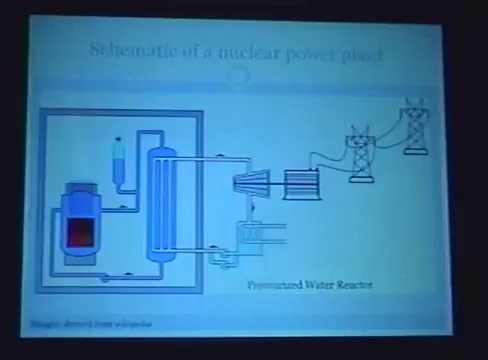 Schematic of a nuclear power plant
Pressurized Water Reactor
Images derived from wikipedia